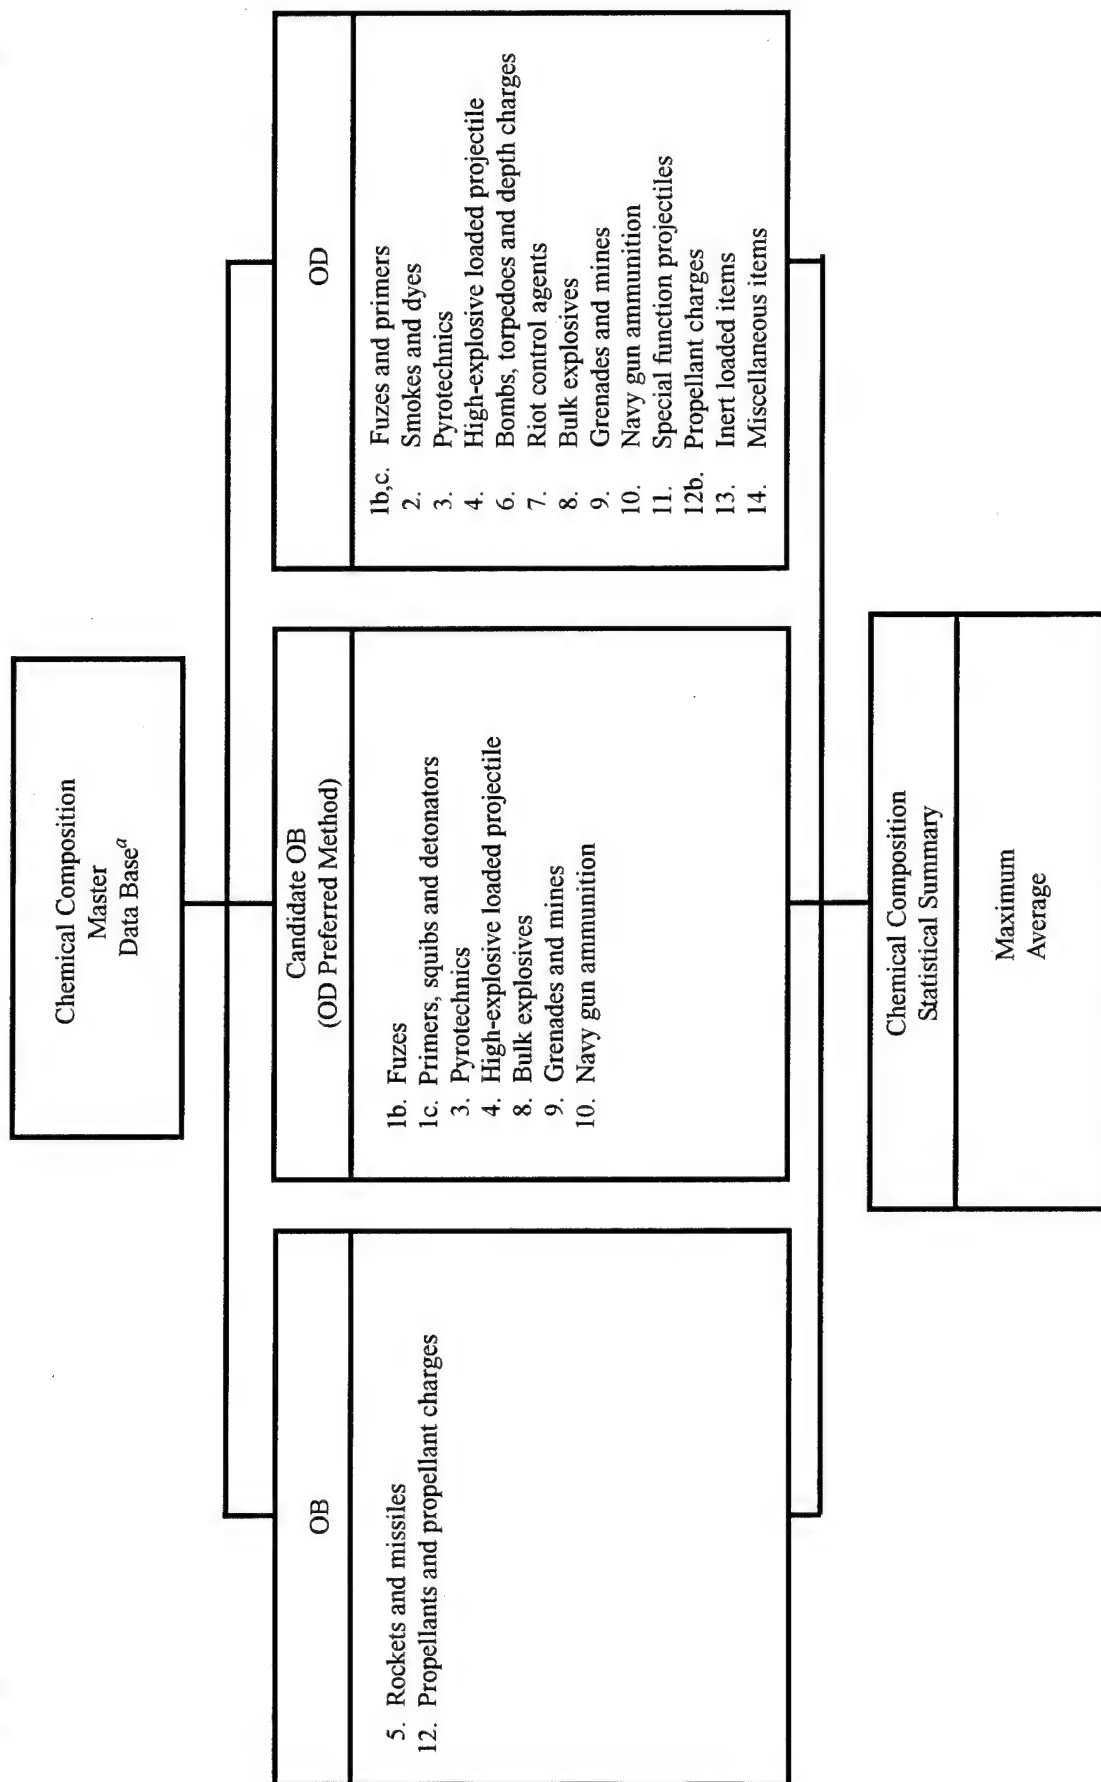 Chemical Composition
Master
Data Base^a
OB
5. Rockets and missiles
12. Propellants and propellant charges
Candidate OB
(OD Preferred Method)
1b. Fuzes
1c. Primers, squibs and detonators
3. Pyrotechnics
4. High-explosive loaded projectile
8. Bulk explosives
9. Grenades and mines
10. Navy gun ammunition
OD
1b,c. Fuzes and primers
2. Smokes and dyes
3. Pyrotechnics
4. High-explosive loaded projectile
6. Bombs, torpedoes and depth charges
7. Riot control agents
8. Bulk explosives
9. Grenades and mines
10. Navy gun ammunition
11. Special function projectiles
12b. Propellant charges
13. Inert loaded items
14. Miscellaneous items
Chemical Composition
Statistical Summary
Maximum
Average